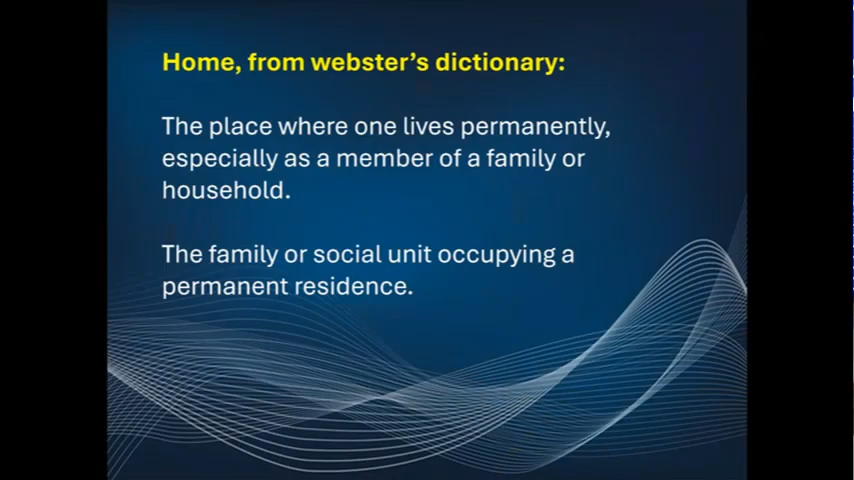 Home, from webster’s dictionary:
The place where one lives permanently,
especially as a member of a family or
household.
The family or social unit occupying a
permanent residence.